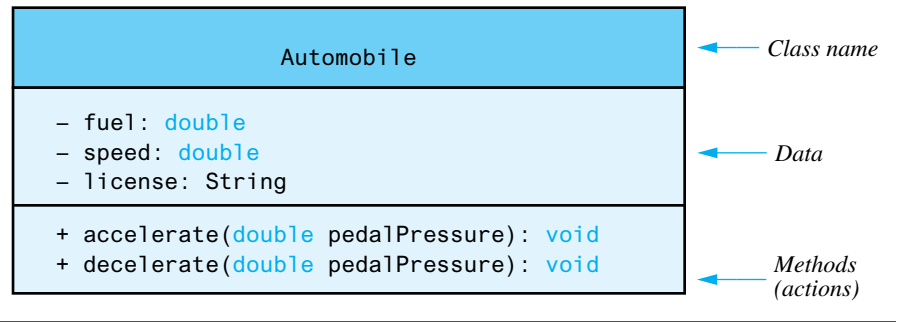 Automobile
Class name
– fuel: double
– speed: double
– license: String
Data
+ accelerate(double pedalPressure): void
+ decelerate(double pedalPressure): void
Methods
(actions)